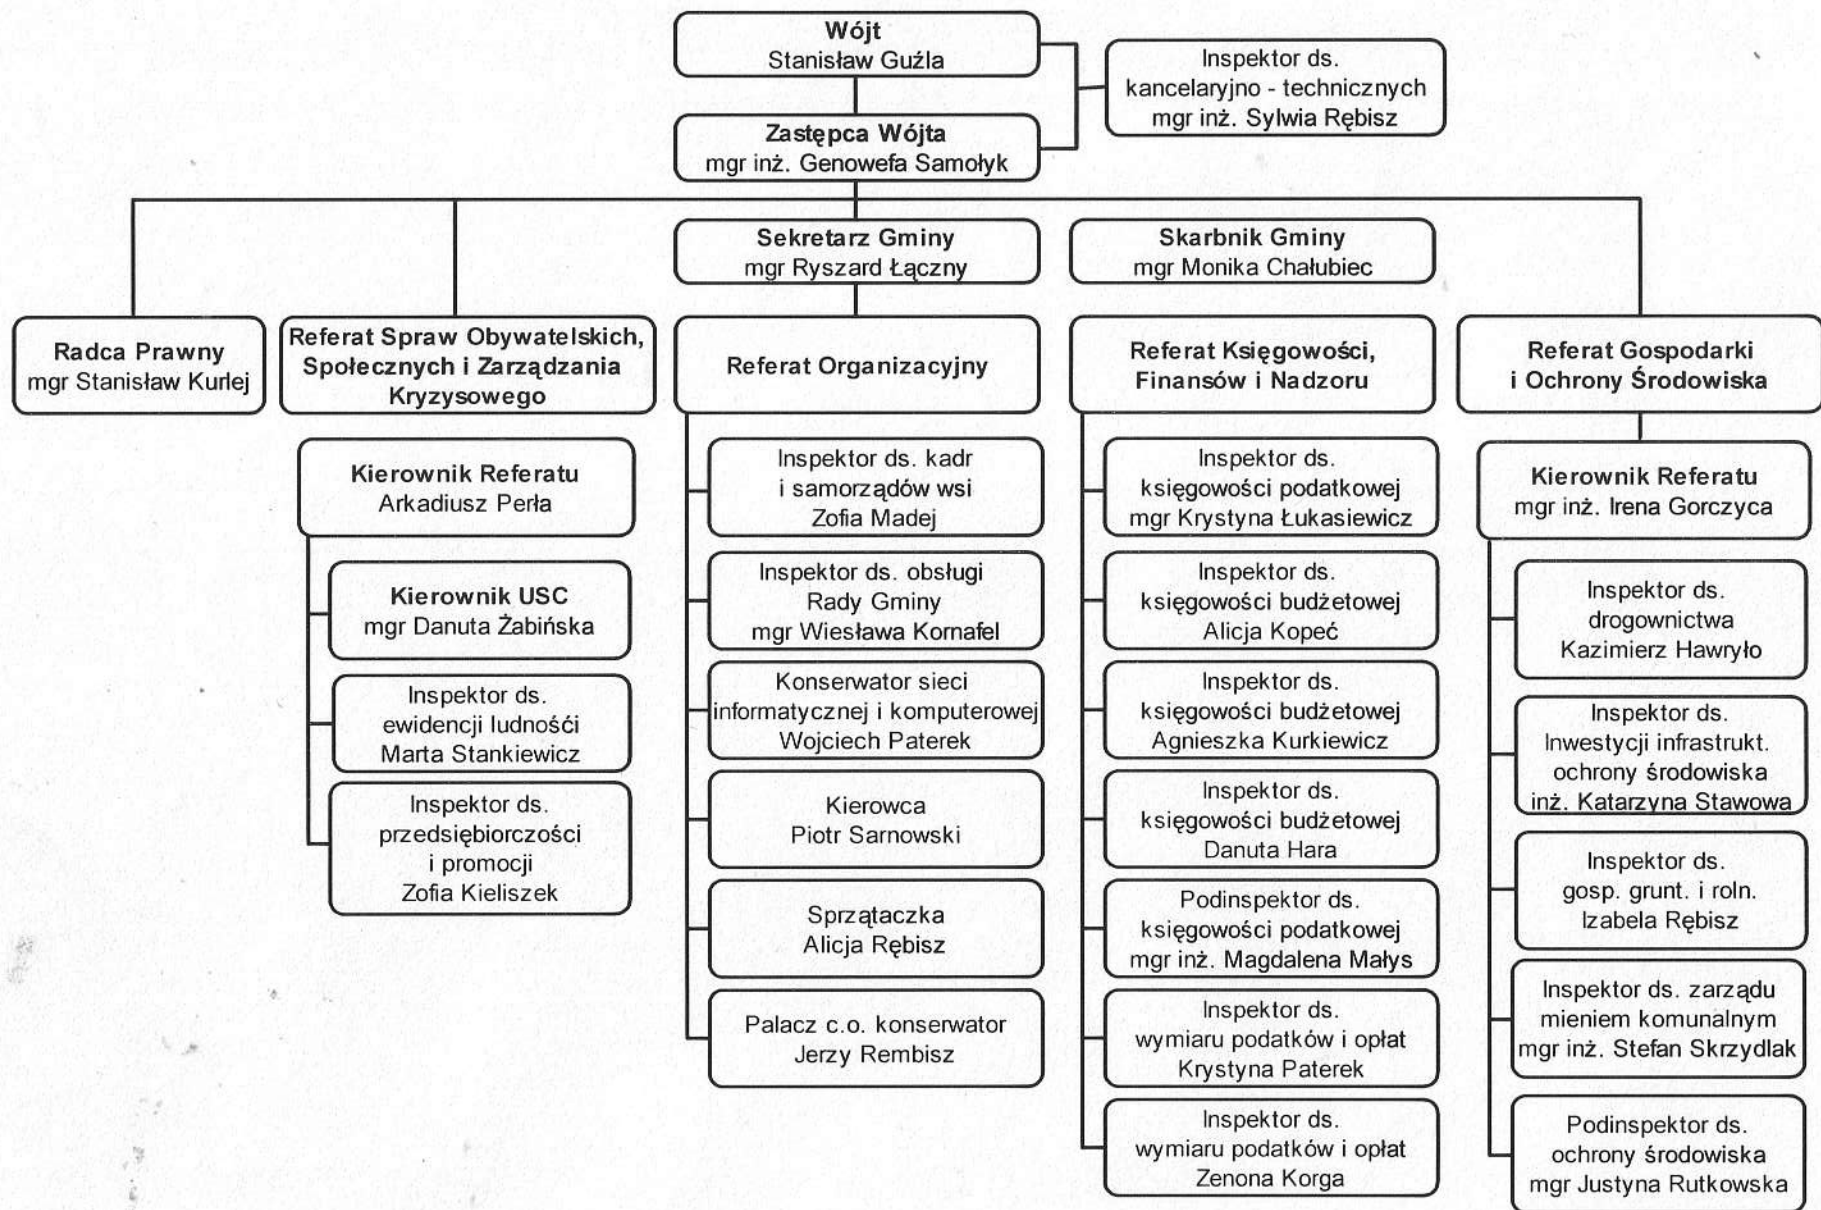 Wójt
Stanisław Guźla
Inspektor ds.
kancelaryjno - technicznych
mgr inż. Sylwia Rębisz
Zastępca Wójta
mgr inż. Genowefa Samołyk
Sekretarz Gminy
mgr Ryszard Łączny
Skarbnik Gminy
mgr Monika Chałubiec
Radca Prawny
mgr Stanisław Kurlej
Referat Spraw Obywatelskich,
Społecznych i Zarządzania
Kryzysowego
Kierownik Referatu
Arkadiusz Perła
Kierownik USC
mgr Danuta Żabińska
Inspektor ds.
ewidencji ludnośći
Marta Stankiewicz
Inspektor ds.
przedsiębiorczości
i promocji
Zofia Kieliszek
Referat Organizacyjny
Inspektor ds. kadr
i samorządów wsi
Zofia Madej
Inspektor ds. obsługi
Rady Gminy
mgr Wiesława Kornafel
Konserwator sieci
informatycznej i komputerowej
Wojciech Paterek
Kierowca
Piotr Sarnowski
Sprzątaczka
Alicja Rębisz
Palacz c.o. konserwator
Jerzy Rembisz
Referat Księgowości,
Finansów i Nadzoru
Inspektor ds.
księgowości podatkowej
mgr Krystyna Łukasiewicz
Inspektor ds.
księgowości budżetowej
Alicja Kopeć
Inspektor ds.
księgowości budżetowej
Agnieszka Kurkiewicz
Inspektor ds.
księgowości budżetowej
Danuta Hara
Podinspektor ds.
księgowości podatkowej
mgr inż. Magdalena Małys
Inspektor ds.
wymiaru podatków i opłat
Krystyna Paterek
Inspektor ds.
wymiaru podatków i opłat
Zenona Korga
Referat Gospodarki
i Ochrony Środowiska
Kierownik Referatu
mgr inż. Irena Gorczyca
Inspektor ds.
drogownictwa
Kazimierz Hawryło
Inspektor ds.
Inwestycji infrastrukt.
ochrony środowiska
inż. Katarzyna Stawowa
Inspektor ds.
gosp. grunt. i roln.
Izabela Rębisz
Inspektor ds. zarządu
mieniem komunalnym
mgr inż. Stefan Skrzydlak
Podinspektor ds.
ochrony środowiska
mgr Justyna Rutkowska